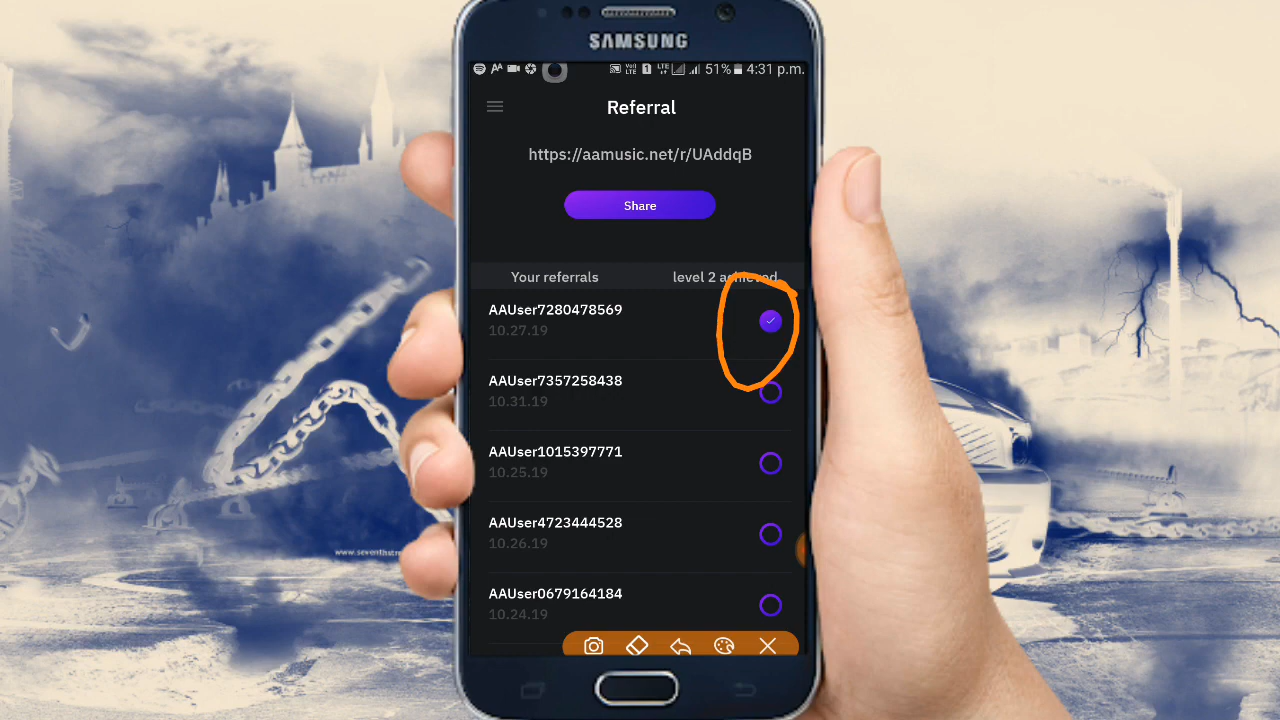 SAMSUNG
51% 4:31 p.m.
Referral
https://aamusic.net/r/UAddqB
Share
Your referrals level 2 achieved
AAUser7280478569
10.27.19
AAUser7357258438
10.31.19
AAUser1015397771
10.25.19
AAUser4723444528
10.26.19
AAUser0679164184
10.24.19